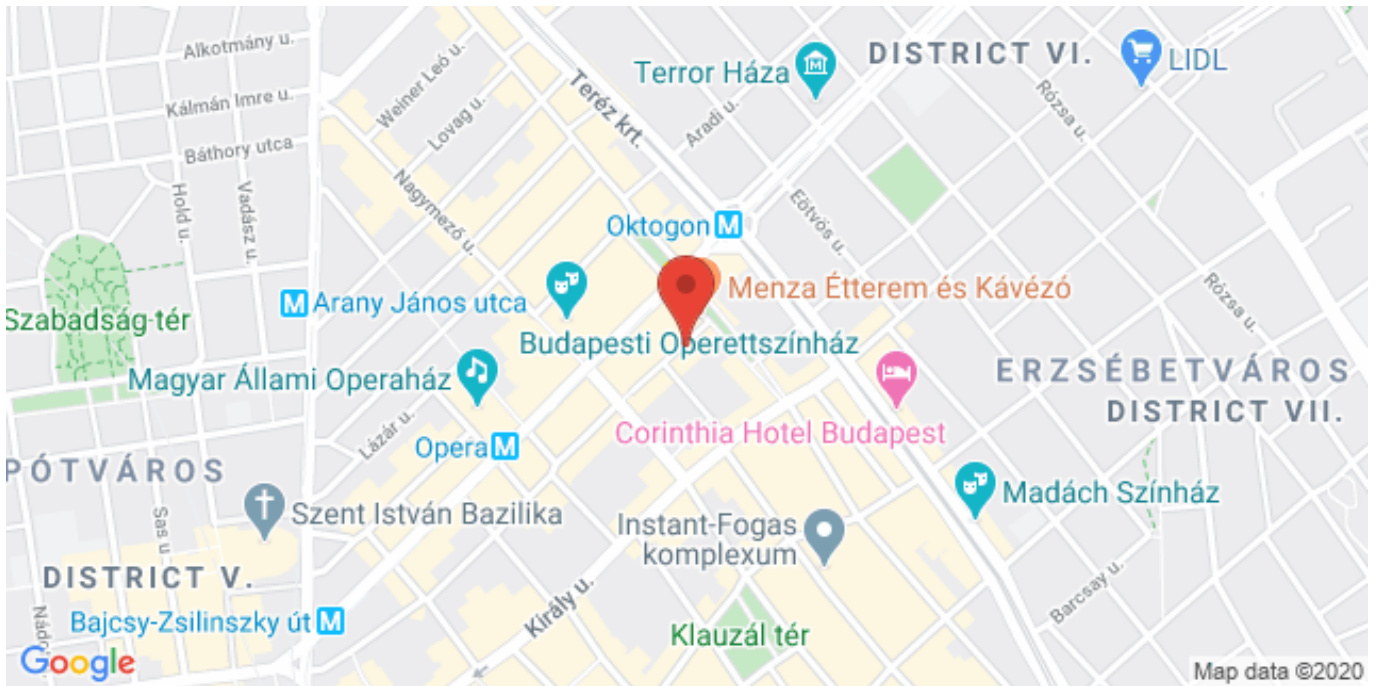 Alkotmány u.
Weiner Leó u.
Teréz krt.
Terror Háza
DISTRICT VI.
LIDL
Kálmán Imre u.
Lovag u.
Aradi u.
Rózsa u.
Báthory utca
Hold u.
Vadász u.
Nagymező u.
Oktogon M
Eötvös u.
Menza Étterem és Kávézó
Rózsa u.
M Arany János utca
Szabadság-tér
Budapesti Operettszínház
Magyar Állami Operaház
ERZSÉBETVÁROS
DISTRICT VII.
Lázár u.
Opera M
Corinthia Hotel Budapest
PÓTVÁROS
Szent István Bazilika
Madách Színház
Sas u
Instant-Fogas
komplexum
DISTRICT V.
Nádo
Bajcsy-Zsilinszky út M
Király u.
Klauzál tér
Barcsay u.
Google
Map data ©2020